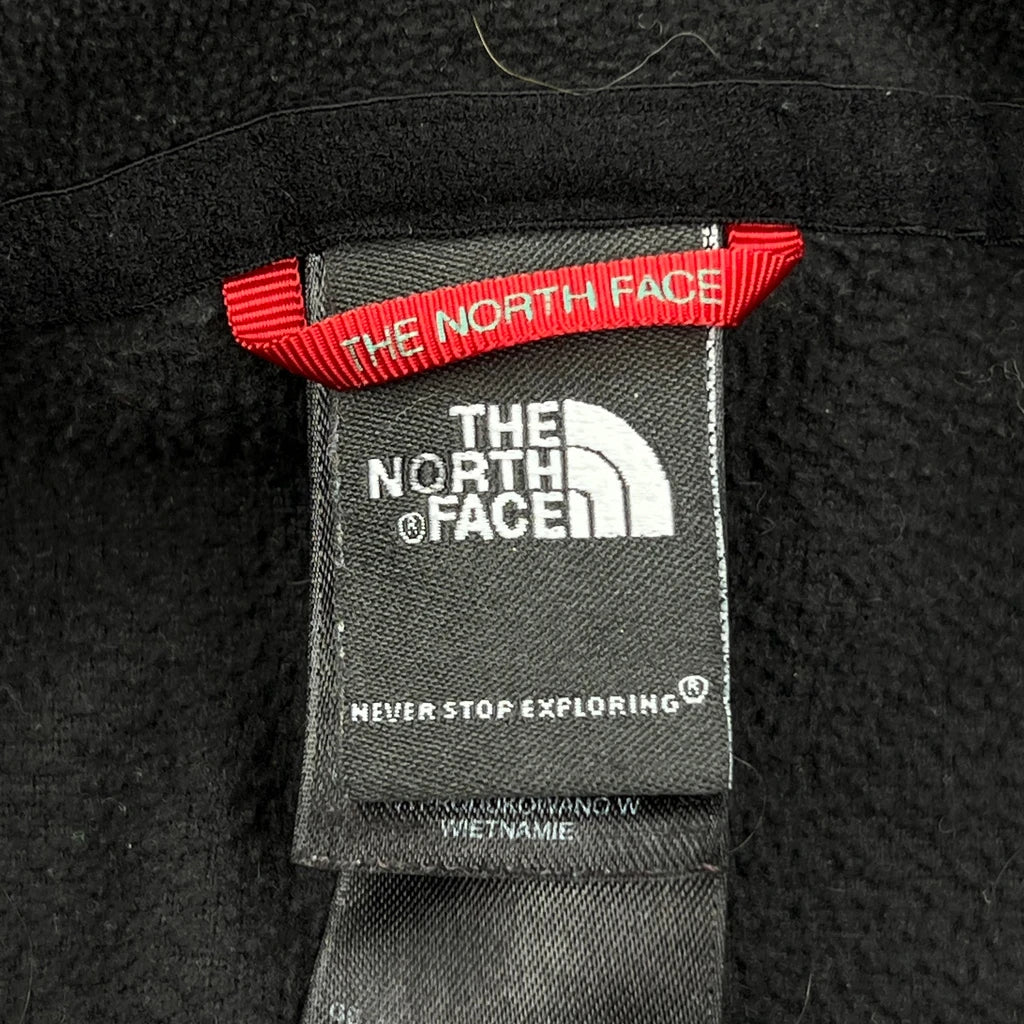 THE NORTH FACE
THE
NORTH
® FACE
NEVER STOP EXPLORING®
W
WIETNAMIE